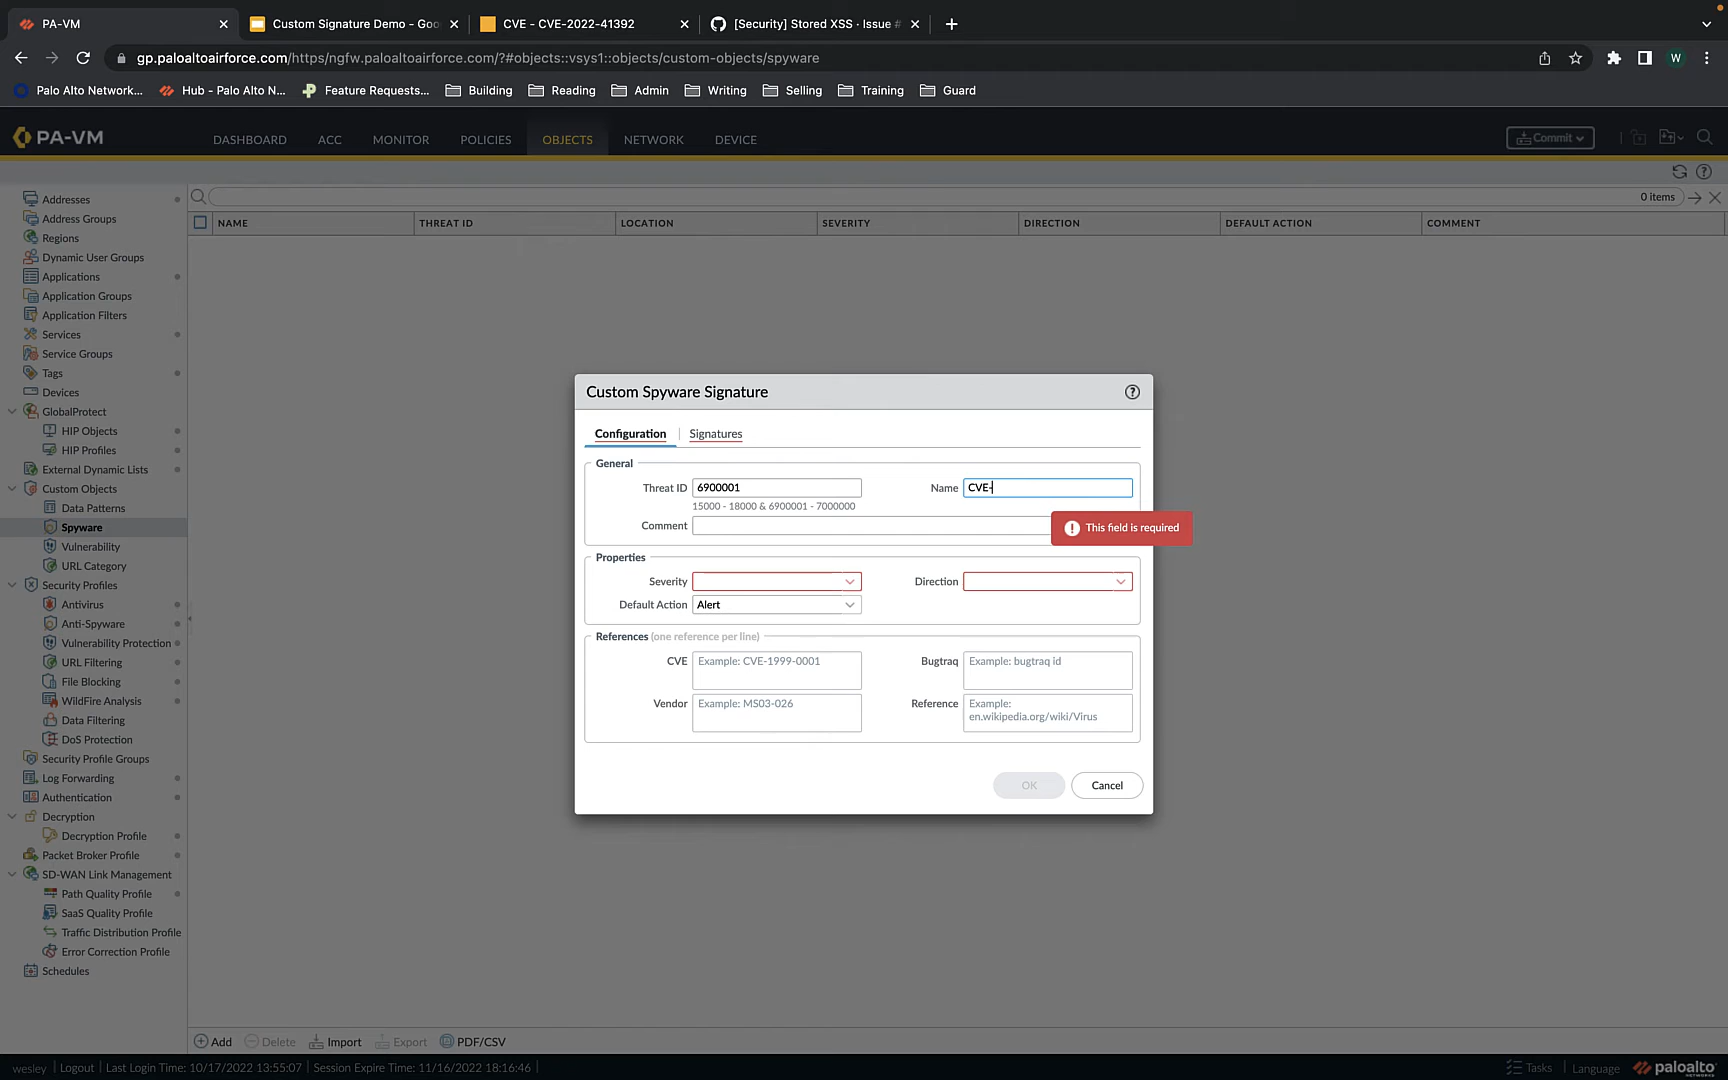 PA-VM
Custom Signature Demo - Goo
CVE - CVE-2022-41392
[Security] Stored XSS · Issue #
gp.paloaltoairforce.com/https/ngfw.paloaltoairforce.com/?#objects::vsys1::objects/custom-objects/spyware
W
Palo Alto Network...
Hub - Palo Alto N...
Feature Requests...
Building
Reading
Admin
Writing
Selling
Training
Guard
PA-VM
DASHBOARD
ACC
MONITOR
POLICIES
OBJECTS
NETWORK
DEVICE
Commit
0 items
NAME
THREAT ID
LOCATION
SEVERITY
DIRECTION
DEFAULT ACTION
COMMENT
Addresses
Address Groups
Regions
Dynamic User Groups
Applications
Application Groups
Application Filters
Services
Service Groups
Tags
Devices
GlobalProtect
HIP Objects
HIP Profiles
External Dynamic Lists
Custom Objects
Data Patterns
Spyware
Vulnerability
URL Category
Security Profiles
Antivirus
Anti-Spyware
Vulnerability Protection
URL Filtering
File Blocking
WildFire Analysis
Data Filtering
DoS Protection
Security Profile Groups
Log Forwarding
Authentication
Decryption
Decryption Profile
Packet Broker Profile
SD-WAN Link Management
Path Quality Profile
SaaS Quality Profile
Traffic Distribution Profile
Error Correction Profile
Schedules
Custom Spyware Signature
Configuration
Signatures
General
Threat ID
6900001
15000 - 18000 & 6900001 - 7000000
Name
CVE-
Comment
This field is required
Properties
Severity
Direction
Default Action
Alert
References (one reference per line)
CVE
Example: CVE-1999-0001
Bugtraq
Example: bugtraq id
Vendor
Example: MS03-026
Reference
Example:
en.wikipedia.org/wiki/Virus
OK
Cancel
Add
Delete
Import
Export
PDF/CSV
wesley | Logout | Last Login Time: 10/17/2022 13:55:07 | Session Expire Time: 11/16/2022 18:16:46 |
Tasks | Language
paloalto
NETWORKS